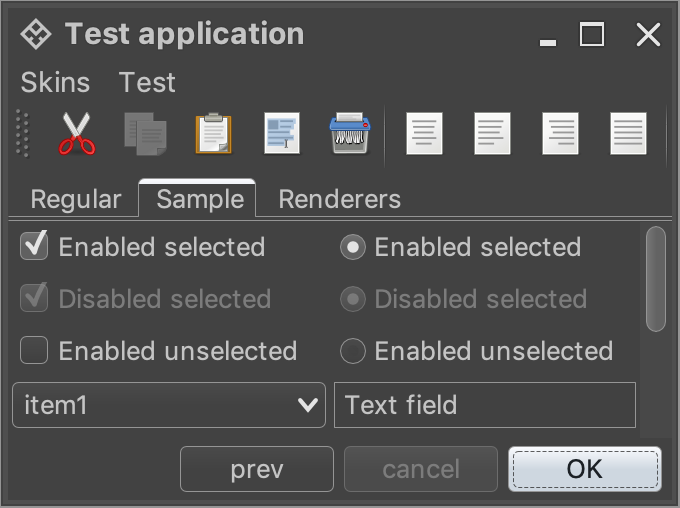 Test application
Skins Test
Regular Sample Renderers
Enabled selected Enabled selected
Disabled selected Disabled selected
Enabled unselected Enabled unselected
item1 Text field
prev cancel OK